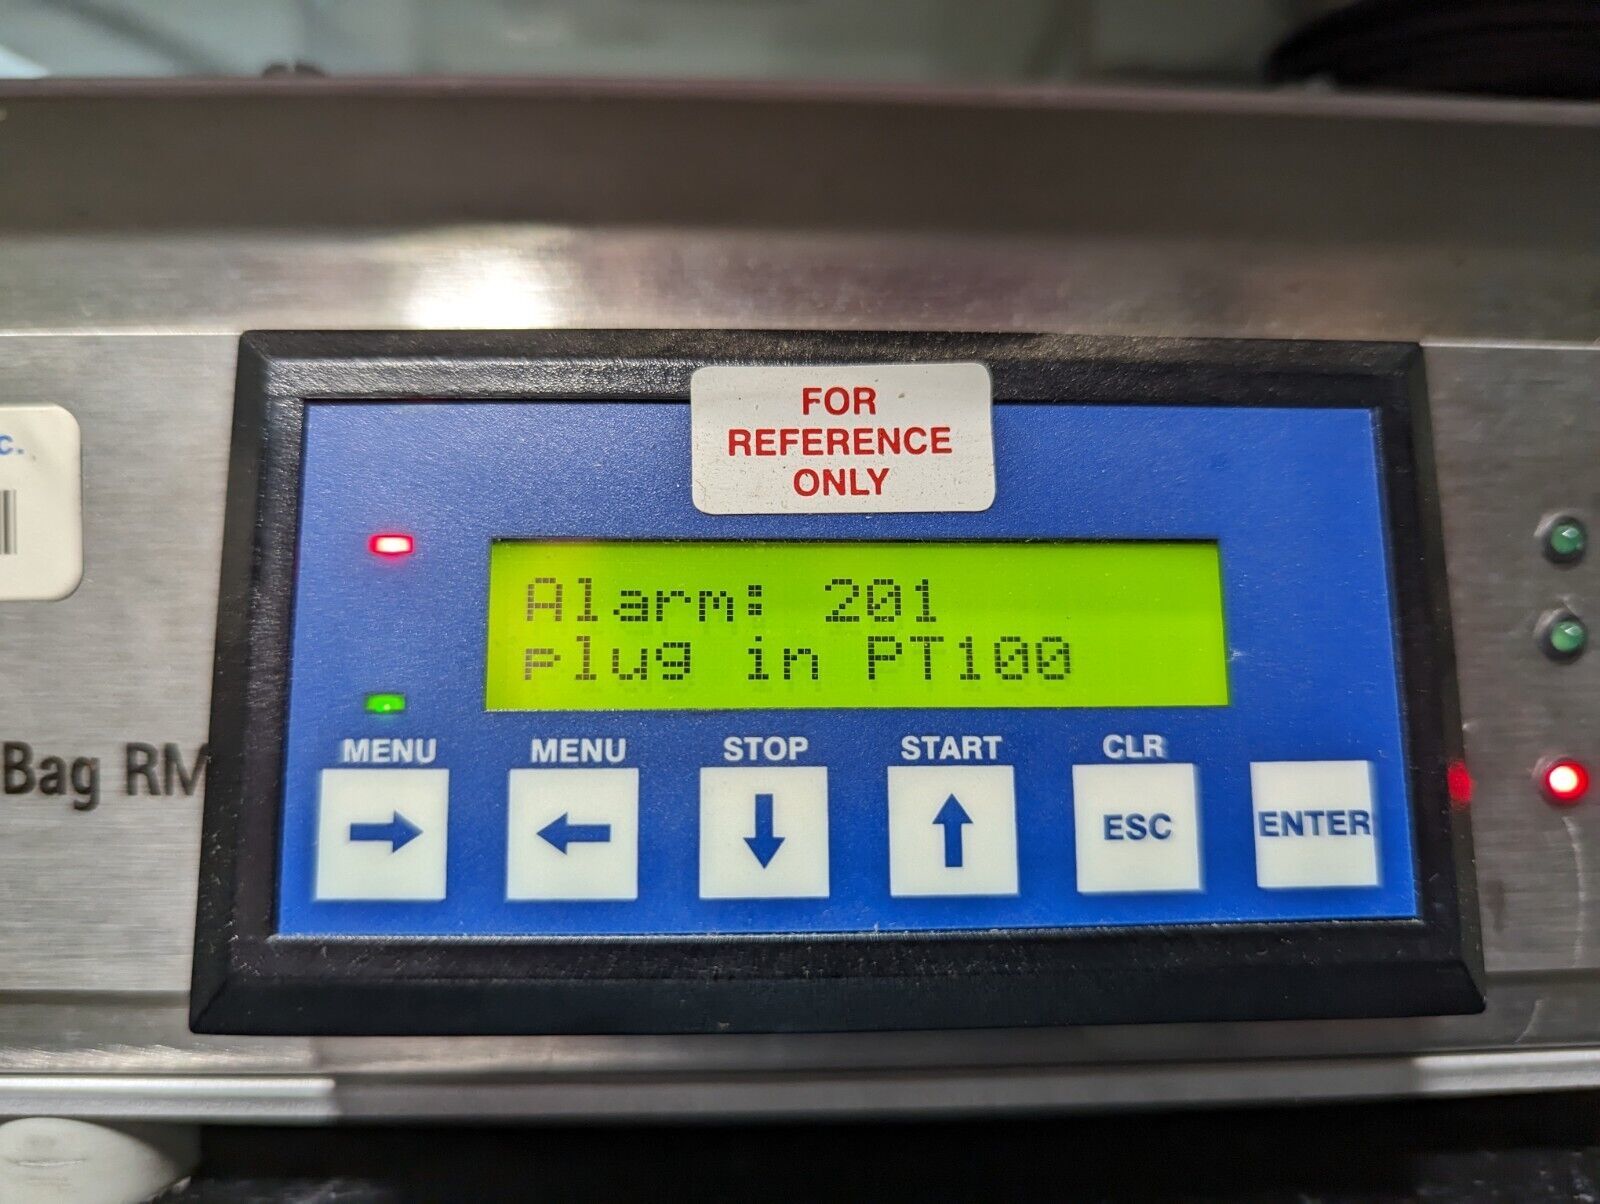 FOR
REFERENCE
ONLY
c.
Alarm: 201
plug in PT100
Bag RM
MENU MENU STOP START CLR
ESC ENTER